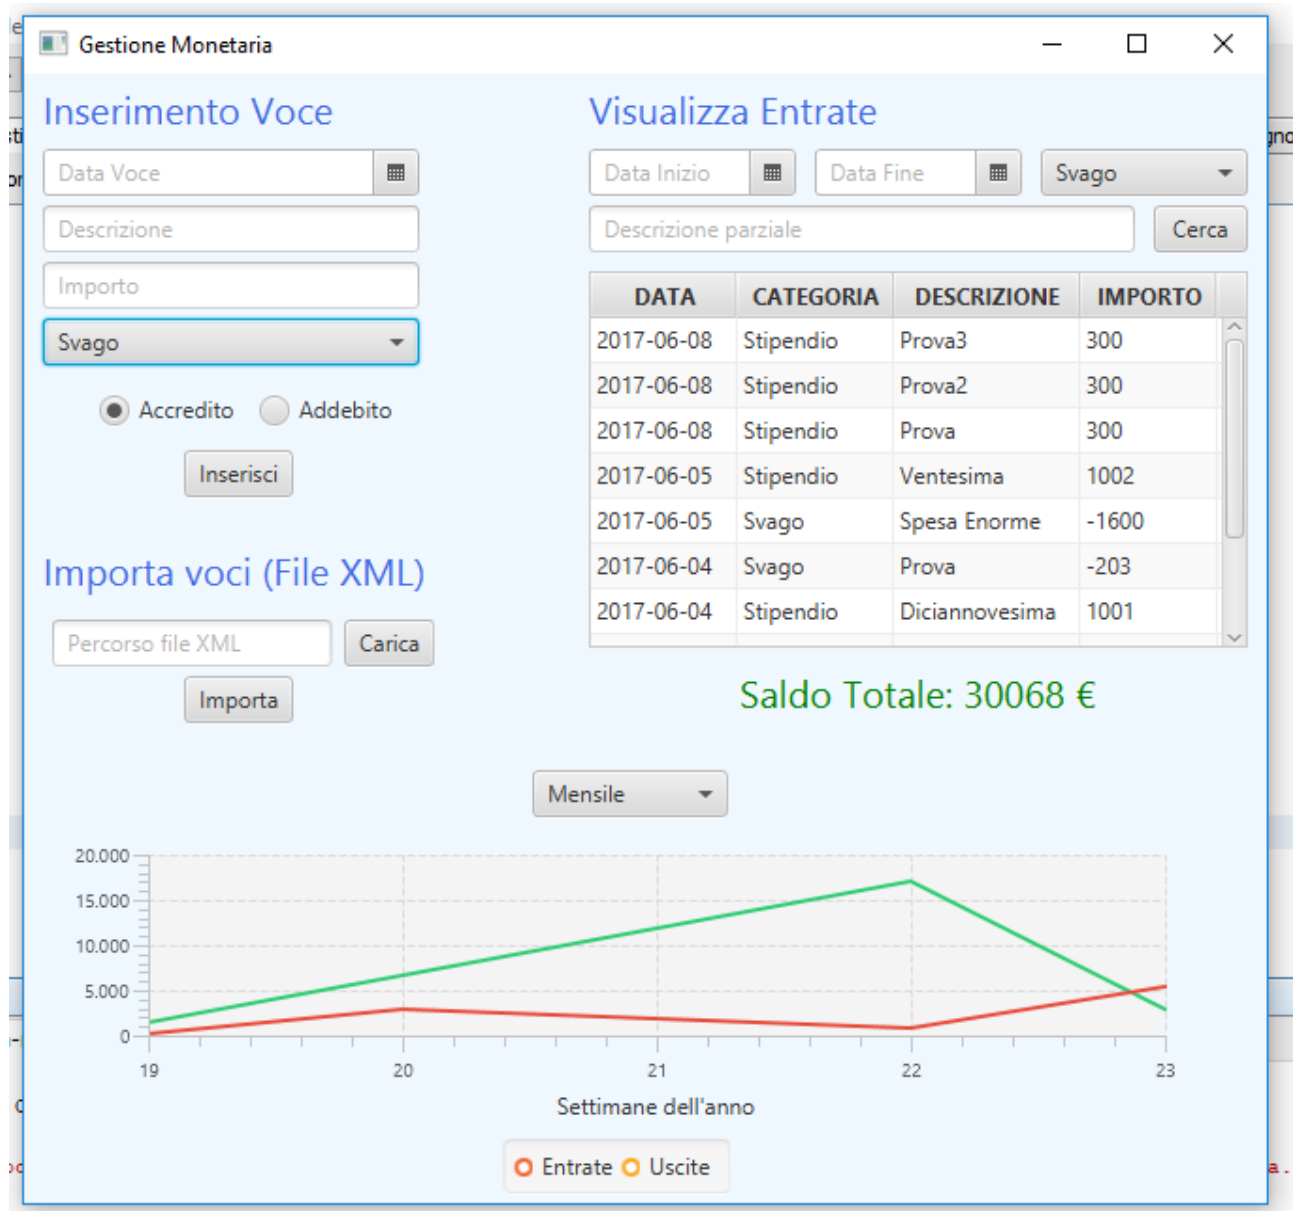 Gestione Monetaria
Inserimento Voce
Data Voce
Descrizione
Importo
Svago
Accredito Addebito
Inserisci
Importa voci (File XML)
Percorso file XML Carica
Importa
Visualizza Entrate
Data Inizio Data Fine Svago
Descrizione parziale Cerca
DATA CATEGORIA DESCRIZIONE IMPORTO
2017-06-08 Stipendio Prova3 300
2017-06-08 Stipendio Prova2 300
2017-06-08 Stipendio Prova 300
2017-06-05 Stipendio Ventesima 1002
2017-06-05 Svago Spesa Enorme -1600
2017-06-04 Svago Prova -203
2017-06-04 Stipendio Diciannovesima 1001
Saldo Totale: 30068 €
Mensile
20.000
15.000
10.000
5.000
0
19 20 21 22 23
Settimane dell'anno
Entrate Uscite